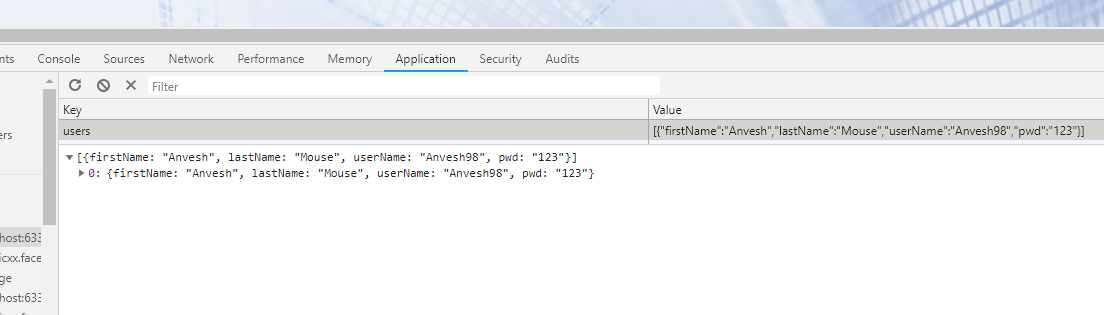 nts Console Sources Network Performance Memory Application Security Audits
Filter
Key Value
ers
users [{"firstName":"Anvesh","lastName":"Mouse","userName":"Anvesh98","pwd":"123"}]
[{firstName: "Anvesh", lastName: "Mouse", userName: "Anvesh98", pwd: "123"}]
0: {firstName: "Anvesh", lastName: "Mouse", userName: "Anvesh98", pwd: "123"}
host:633
icxx.face
ge
host:633